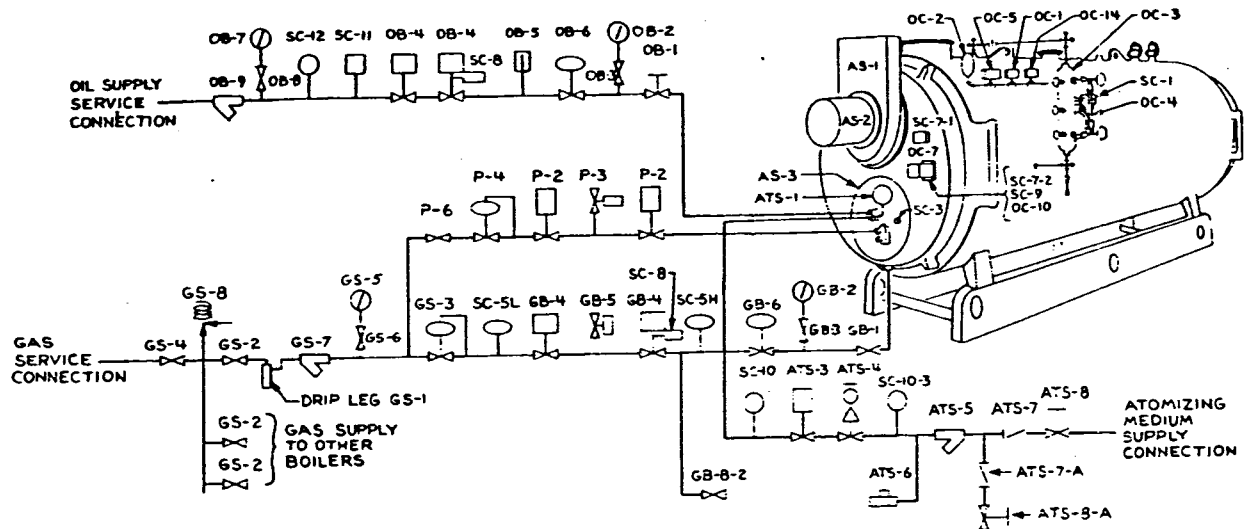 OC-2 OC-5 OC-1 OC-14 OC-3
OB-7 SC-12 SC-11 OB-4 OB-4 OB-5 OB-6 OB-2
OB-1
SC-8
OB-9 OB-8 OB-3
OIL SUPPLY
SERVICE
CONNECTION
AS-1
AS-2
SC-1
OC-4
SC-7-1
OC-7
AS-3
ATS-1
SC-7-2
SC-9
OC-10
SC-3
P-6 P-4 P-2 P-3 P-2
GS-8 GS-5 GS-3 SC-5L GB-4 GB-5 GB-4 SC-8 SC-5H GB-6 GB-2
GS-6 GB3 GB-1
GAS
SERVICE
CONNECTION
GS-4 GS-2 GS-7
DRIP LEG GS-1
GS-2
GS-2
GAS SUPPLY
TO OTHER
BOILERS
SC-10 ATS-3 ATS-4 SC-10-3 ATS-5 ATS-7 ATS-8
ATOMIZING
MEDIUM
SUPPLY
CONNECTION
GB-8-2 ATS-6 ATS-7-A
ATS-8-A